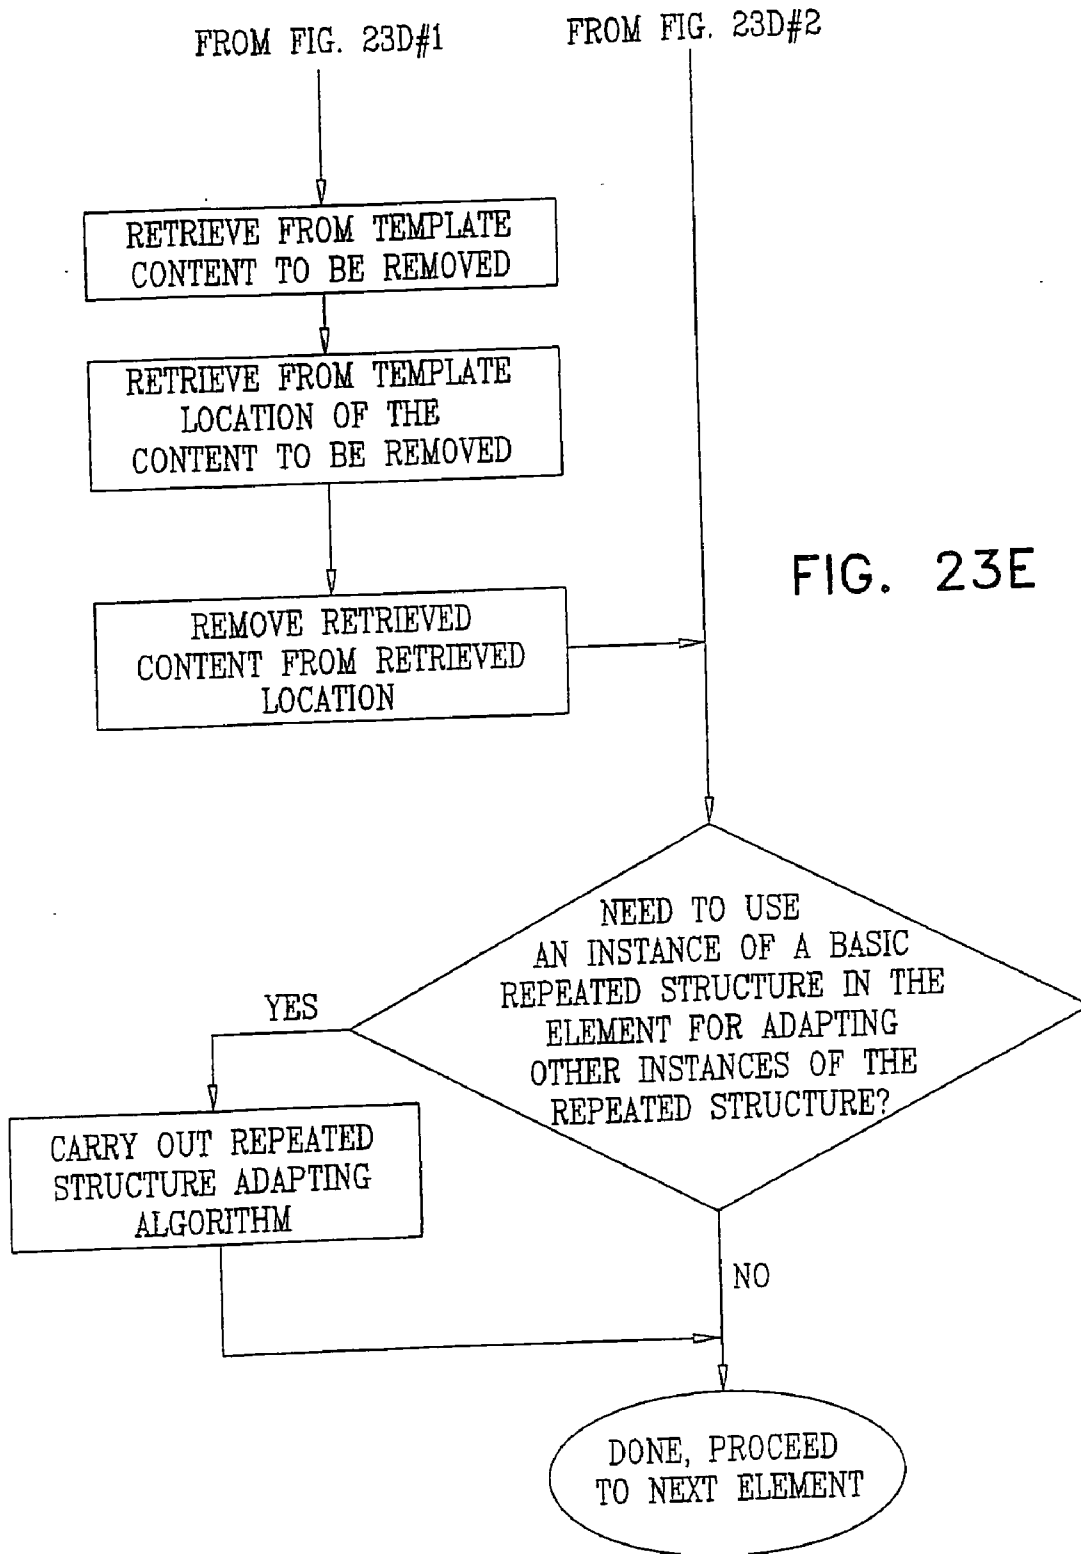 FROM FIG. 23D#1
FROM FIG. 23D#2
RETRIEVE FROM TEMPLATE
CONTENT TO BE REMOVED
RETRIEVE FROM TEMPLATE
LOCATION OF THE
CONTENT TO BE REMOVED
FIG. 23E
REMOVE RETRIEVED
CONTENT FROM RETRIEVED
LOCATION
NEED TO USE
AN INSTANCE OF A BASIC
REPEATED STRUCTURE IN THE
ELEMENT FOR ADAPTING
OTHER INSTANCES OF THE
REPEATED STRUCTURE?
YES
CARRY OUT REPEATED
STRUCTURE ADAPTING
ALGORITHM
NO
DONE, PROCEED
TO NEXT ELEMENT